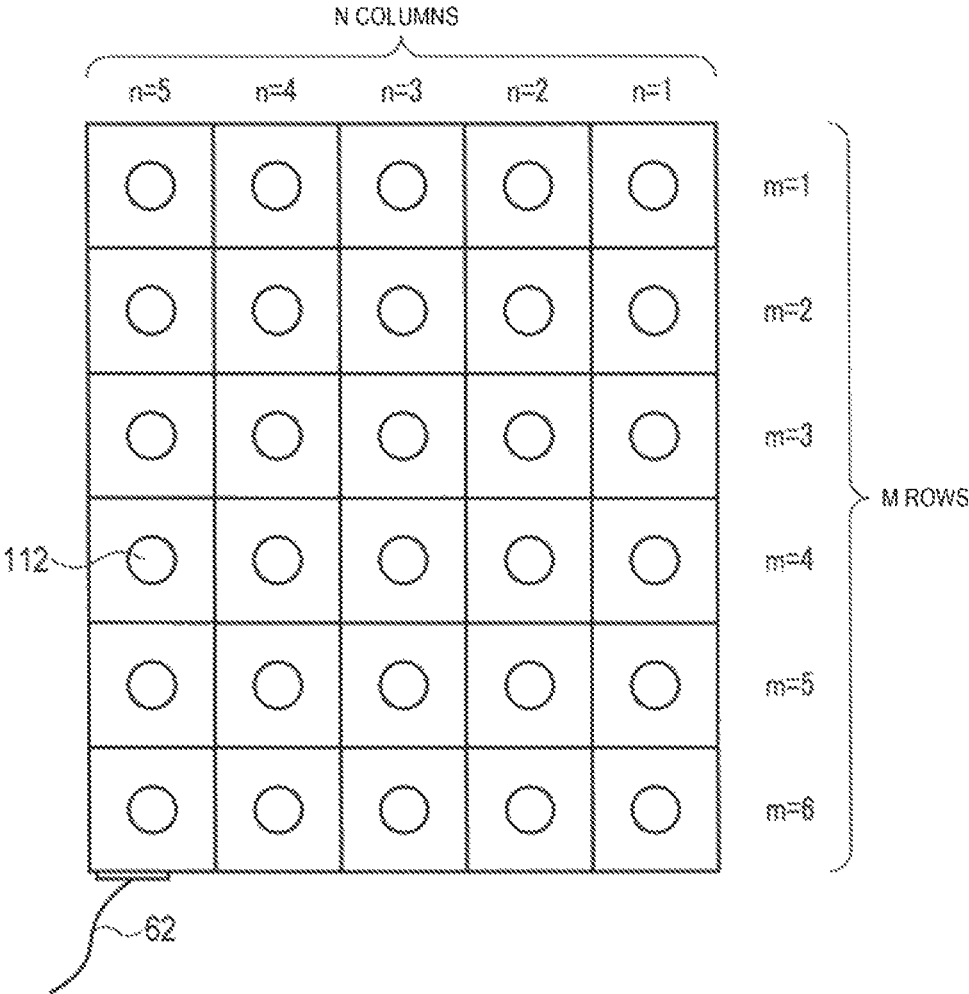 N COLUMNS
n=5 n=4 n=3 n=2 n=1
m=1
m=2
m=3
M ROWS
112
m=4
m=5
m=6
62